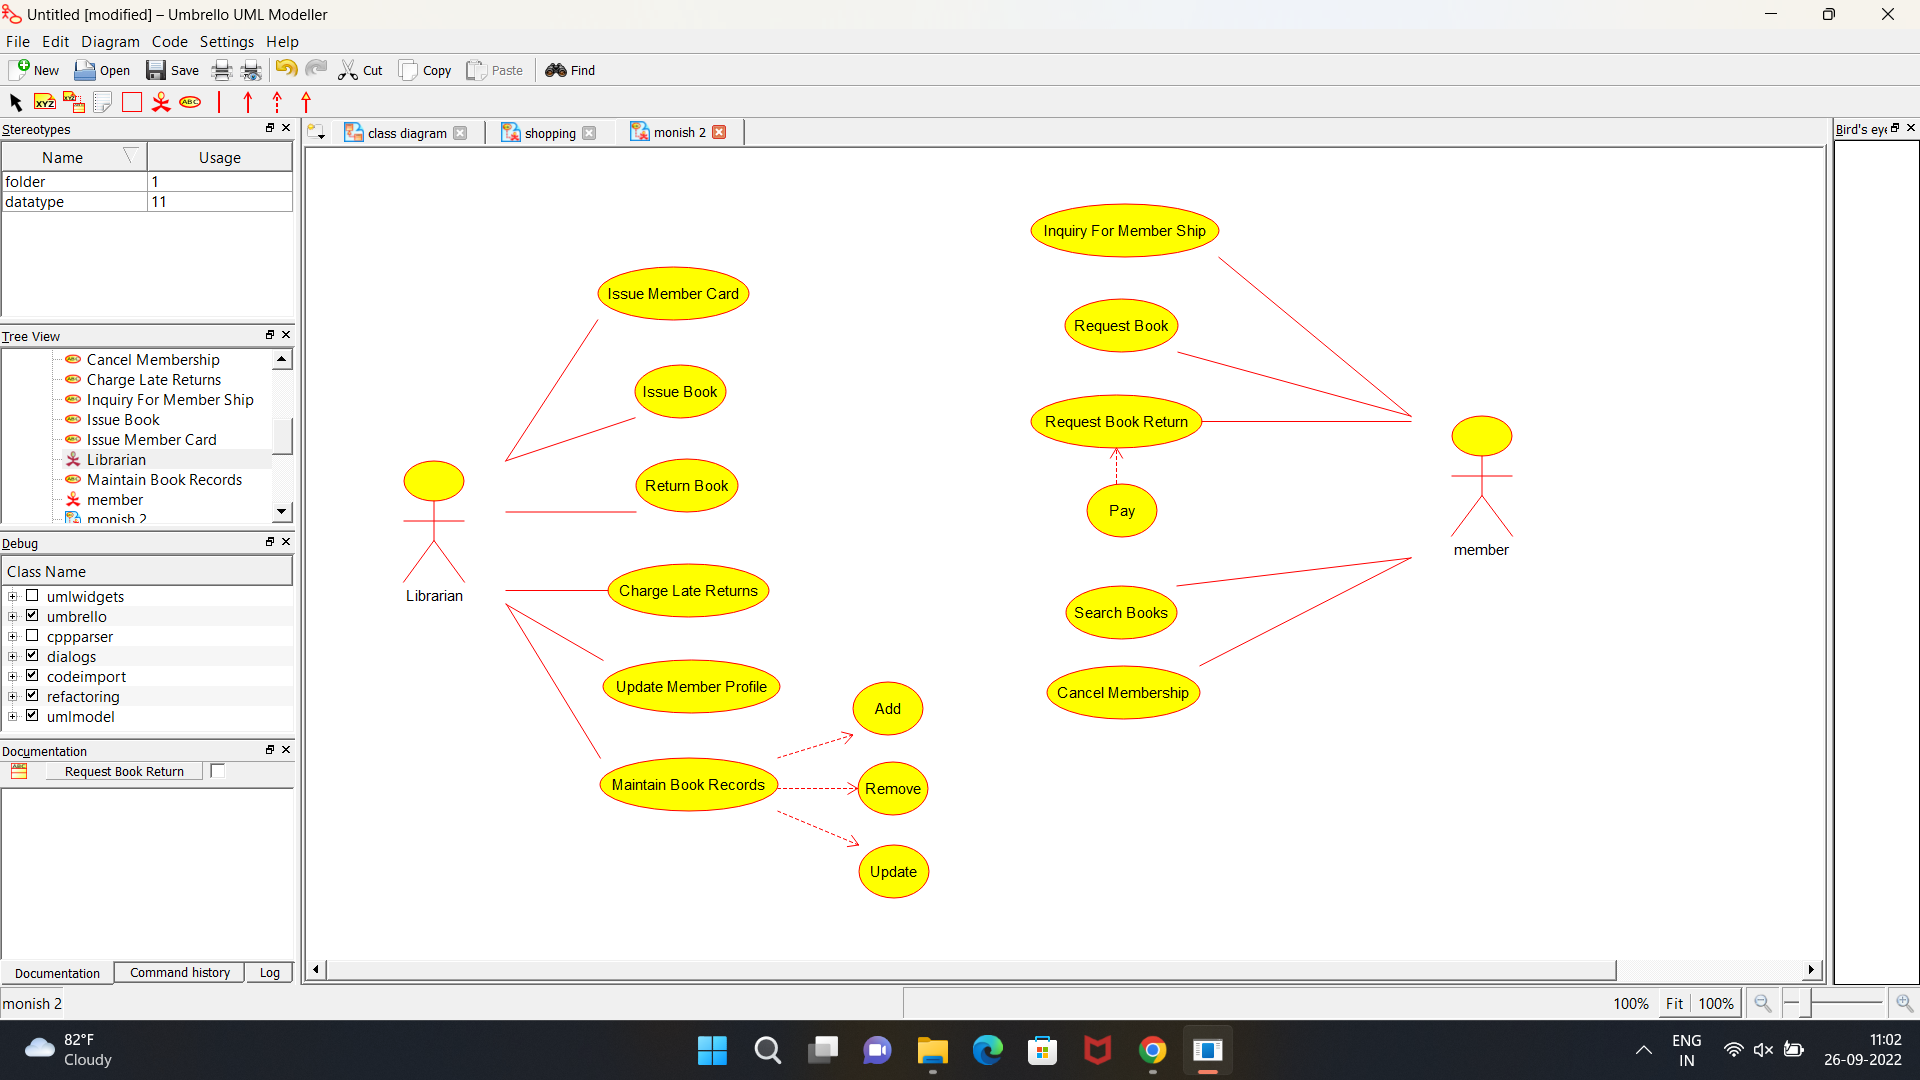 Untitled [modified] – Umbrello UML Modeller
File Edit Diagram Code Settings Help
New Open Save Cut Copy Paste Find
XYZ XYZ ABC
Stereotypes
Name Usage
folder 1
datatype 11
Tree View
Cancel Membership
Charge Late Returns
Inquiry For Member Ship
Issue Book
Issue Member Card
Librarian
Maintain Book Records
member
monish 2
Debug
Class Name
umlwidgets
umbrello
cppparser
dialogs
codeimport
refactoring
umlmodel
Documentation
Request Book Return
Documentation Command history Log
class diagram shopping monish 2
Issue Member Card
Issue Book
Return Book
Charge Late Returns
Update Member Profile
Maintain Book Records
Librarian
Add
Remove
Update
Inquiry For Member Ship
Request Book
Request Book Return
Pay
Search Books
Cancel Membership
member
Bird's eye
monish 2
100% Fit 100%
82°F
Cloudy
ENG
IN
11:02
26-09-2022